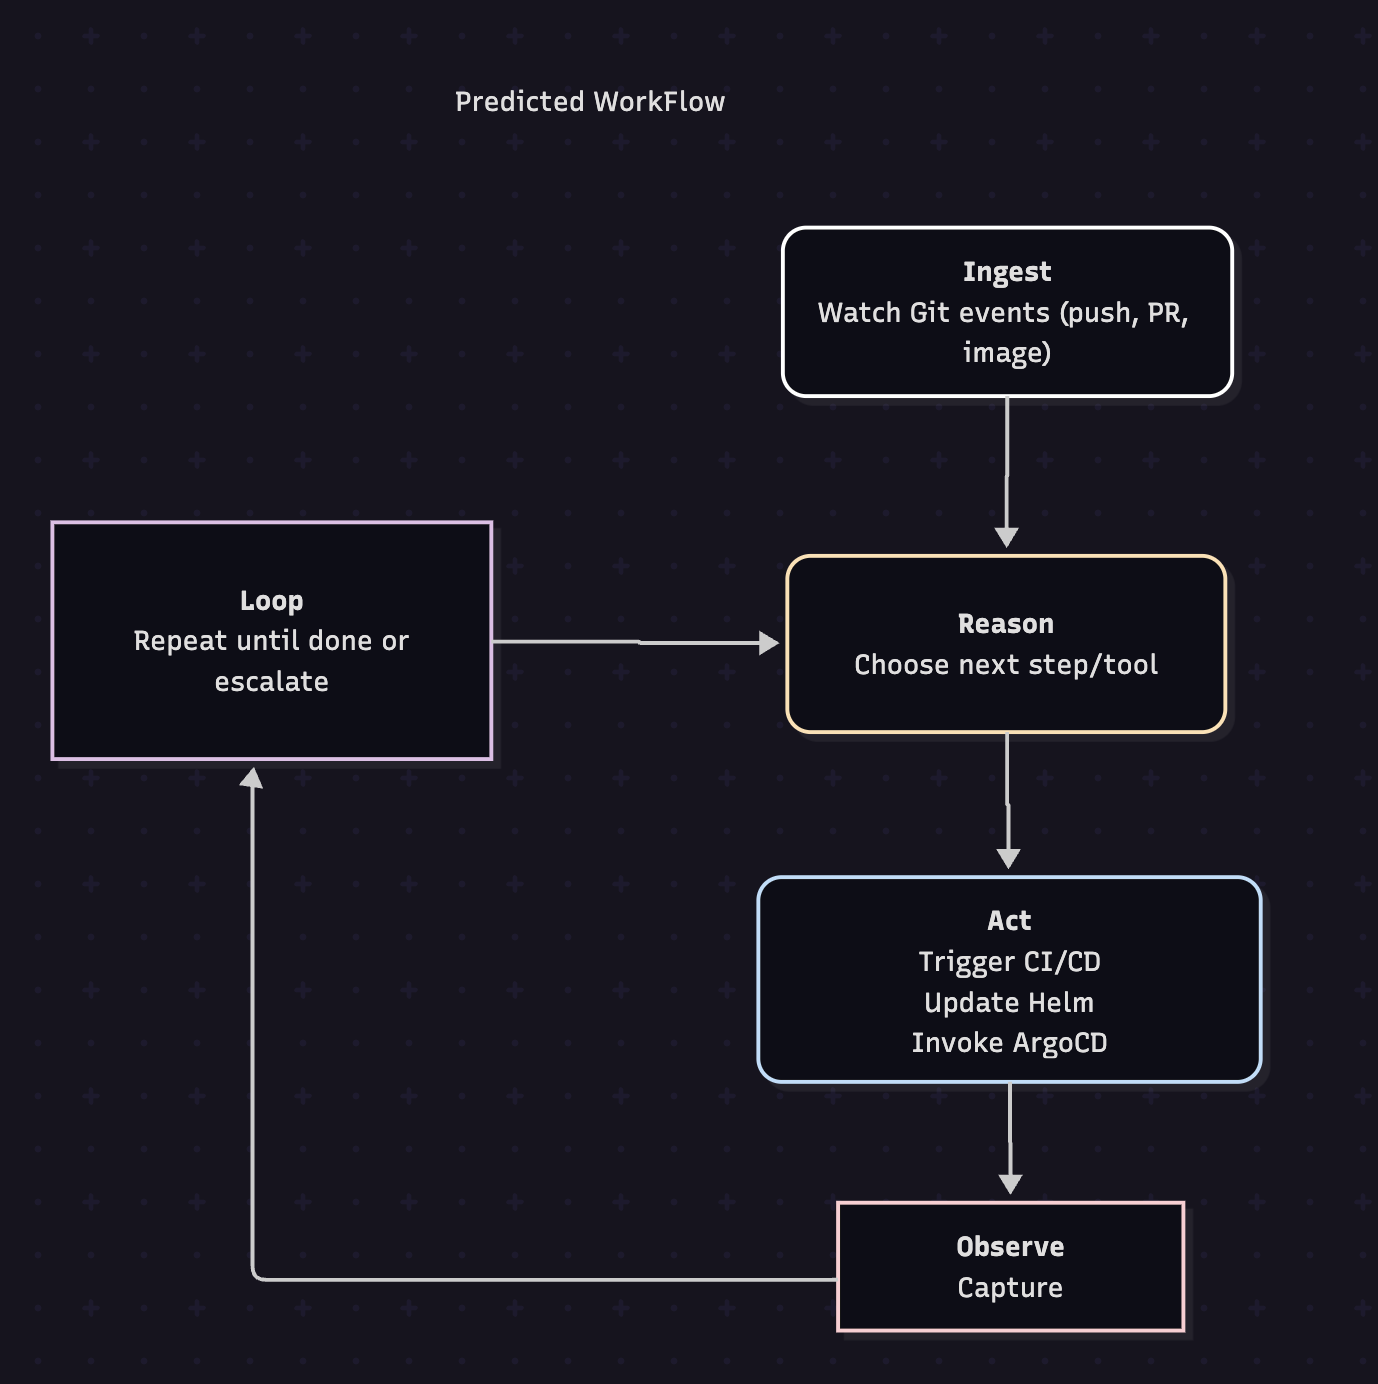 Predicted WorkFlow
Ingest
Watch Git events (push, PR,
image)
Loop
Repeat until done or
escalate
Reason
Choose next step/tool
Act
Trigger CI/CD
Update Helm
Invoke ArgoCD
Observe
Capture